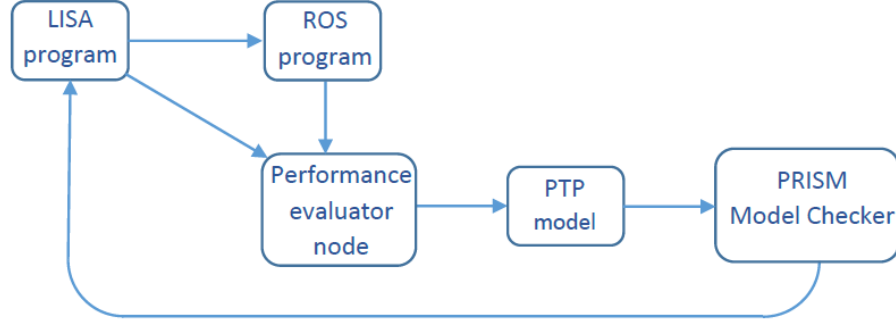 LISA
program
ROS
program
Performance
evaluator
node
PTP
model
PRISM
Model Checker